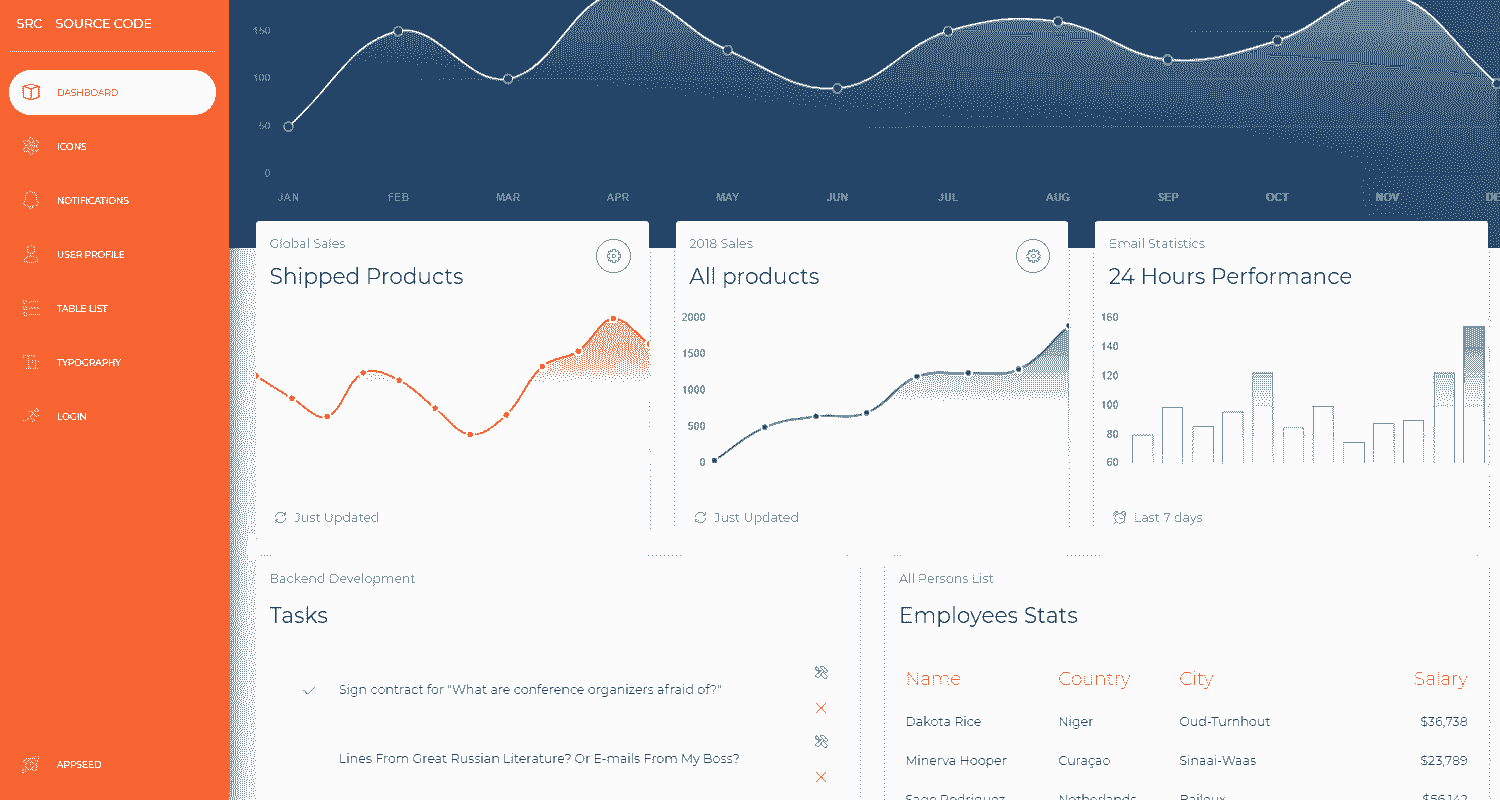 SRC SOURCE CODE
DASHBOARD
ICONS
NOTIFICATIONS
USER PROFILE
TABLE LIST
TYPOGRAPHY
LOGIN
APPSEED
150
100
50
0
JAN FEB MAR APR MAY JUN JUL AUG SEP OCT NOV
Global Sales
Shipped Products
Just Updated
2018 Sales
All products
2000
1500
1000
500
0
Just Updated
Email Statistics
24 Hours Performance
160
140
120
100
80
60
Last 7 days
Backend Development
Tasks
Sign contract for "What are conference organizers afraid of?"
Lines From Great Russian Literature? Or E-mails From My Boss?
All Persons List
Employees Stats
Name Country City Salary
Dakota Rice Niger Oud-Turnhout $36,738
Minerva Hooper Curaçao Sinaai-Waas $23,789